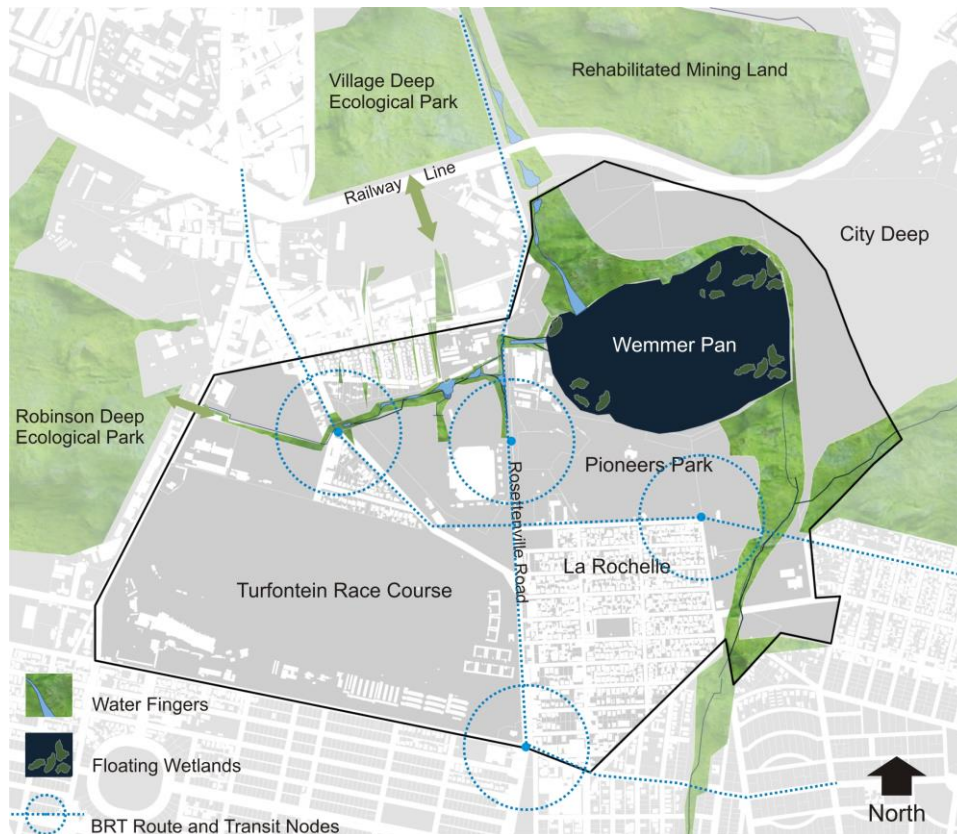 Village Deep
Ecological Park
Rehabilitated Mining Land
Railway Line
City Deep
Wemmer Pan
Robinson Deep
Ecological Park
Pioneers Park
Rosettenville Road
La Rochelle
Turfontein Race Course
Water Fingers
Floating Wetlands
BRT Route and Transit Nodes
North